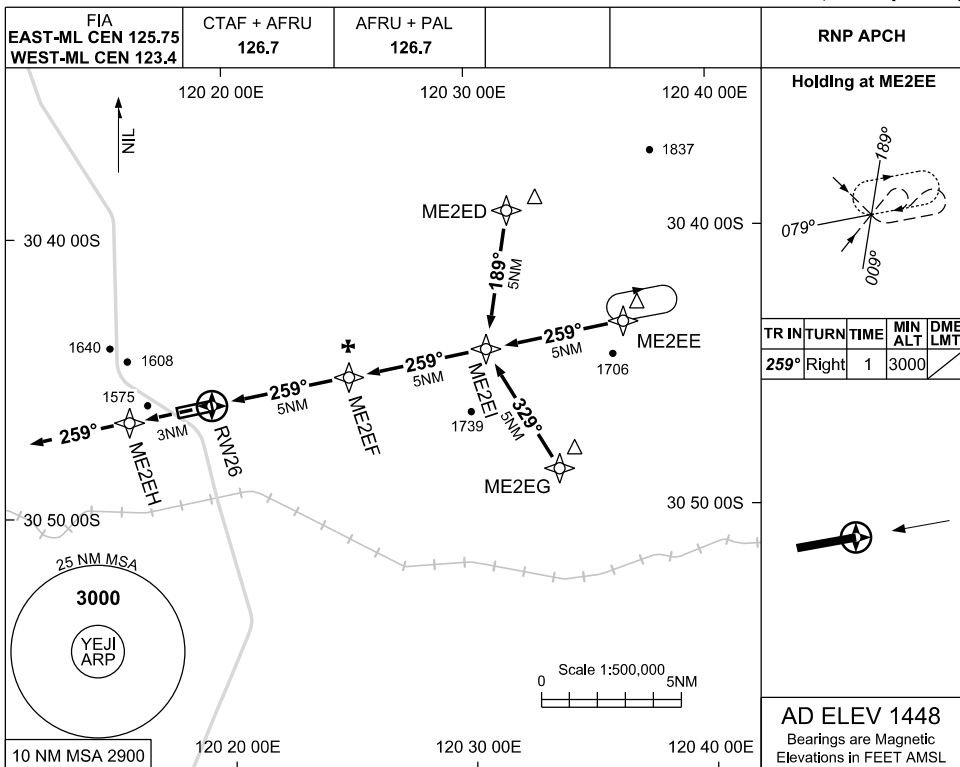 FIA
EAST-ML CEN 125.75
WEST-ML CEN 123.4
CTAF + AFRU
126.7
AFRU + PAL
126.7
RNP APCH
120 20 00E
120 30 00E
120 40 00E
NIL
1837
ME2ED
30 40 00S
30 40 00S
189°
5NM
ME2EE
259°
5NM
1706
1640
1608
259°
5NM
ME2EI
259°
5NM
ME2EF
1575
1739
329°
5NM
259°
3NM
RW26
ME2EH
ME2EG
30 50 00S
30 50 00S
25 NM MSA
3000
YEJI
ARP
Scale 1:500,000
0
5NM
10 NM MSA 2900
120 20 00E
120 30 00E
120 40 00E
Holding at ME2EE
189°
079°
009°
TR IN TURN TIME MIN ALT DME LMT
259° Right 1 3000
AD ELEV 1448
Bearings are Magnetic
Elevations in FEET AMSL